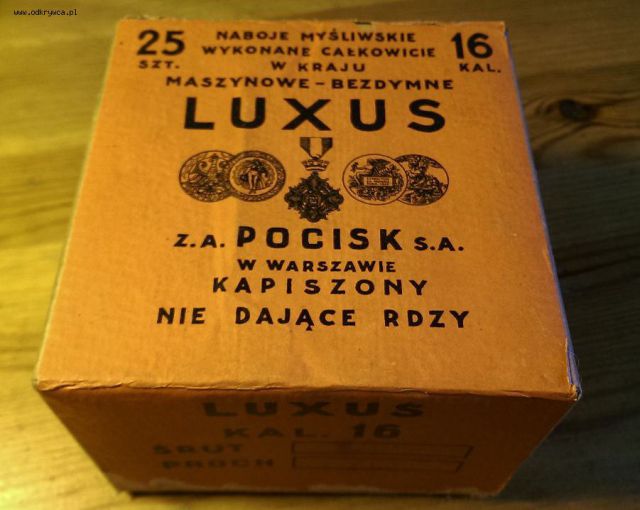 www.odkrywca.pl
25 SZT.
NABOJE MYŚLIWSKIE
WYKONANE CAŁKOWICIE
W KRAJU
16 KAL.
MASZYNOWE-BEZDYMNE
LUXUS
Z.A. POCISK S.A.
W WARSZAWIE
KAPISZONY
NIE DAJĄCE RDZY
LUXUS
KAL. 16
ŚRUT
PROCH